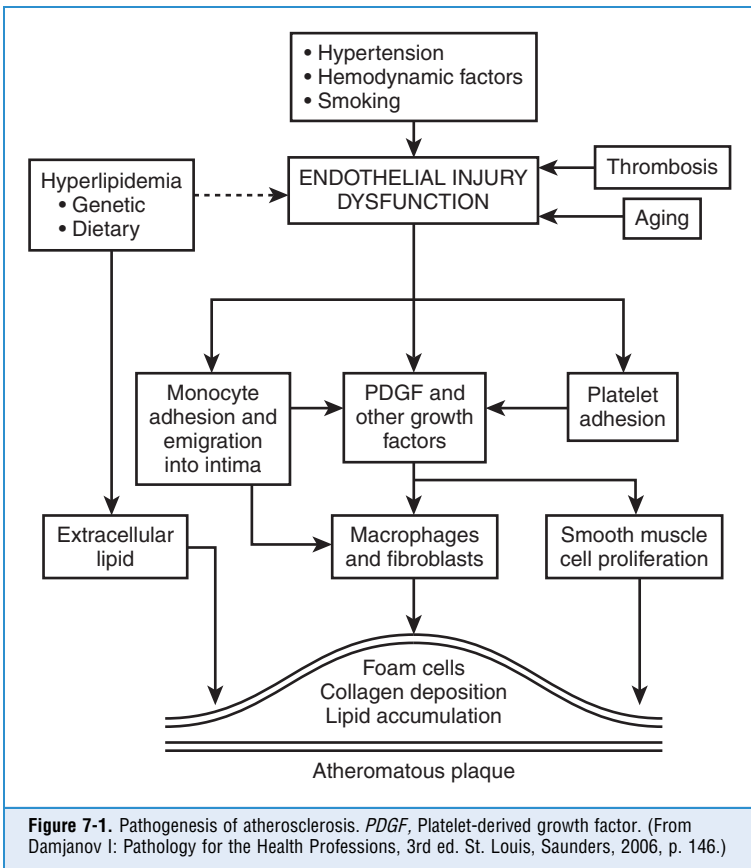 • Hypertension
• Hemodynamic factors
• Smoking
Hyperlipidemia
• Genetic
• Dietary
ENDOTHELIAL INJURY
DYSFUNCTION
Thrombosis
Aging
Monocyte
adhesion and
emigration
into intima
PDGF and
other growth
factors
Platelet
adhesion
Extracellular
lipid
Macrophages
and fibroblasts
Smooth muscle
cell proliferation
Foam cells
Collagen deposition
Lipid accumulation
Atheromatous plaque
Figure 7-1. Pathogenesis of atherosclerosis. PDGF, Platelet-derived growth factor. (From
Damjanov I: Pathology for the Health Professions, 3rd ed. St. Louis, Saunders, 2006, p. 146.)